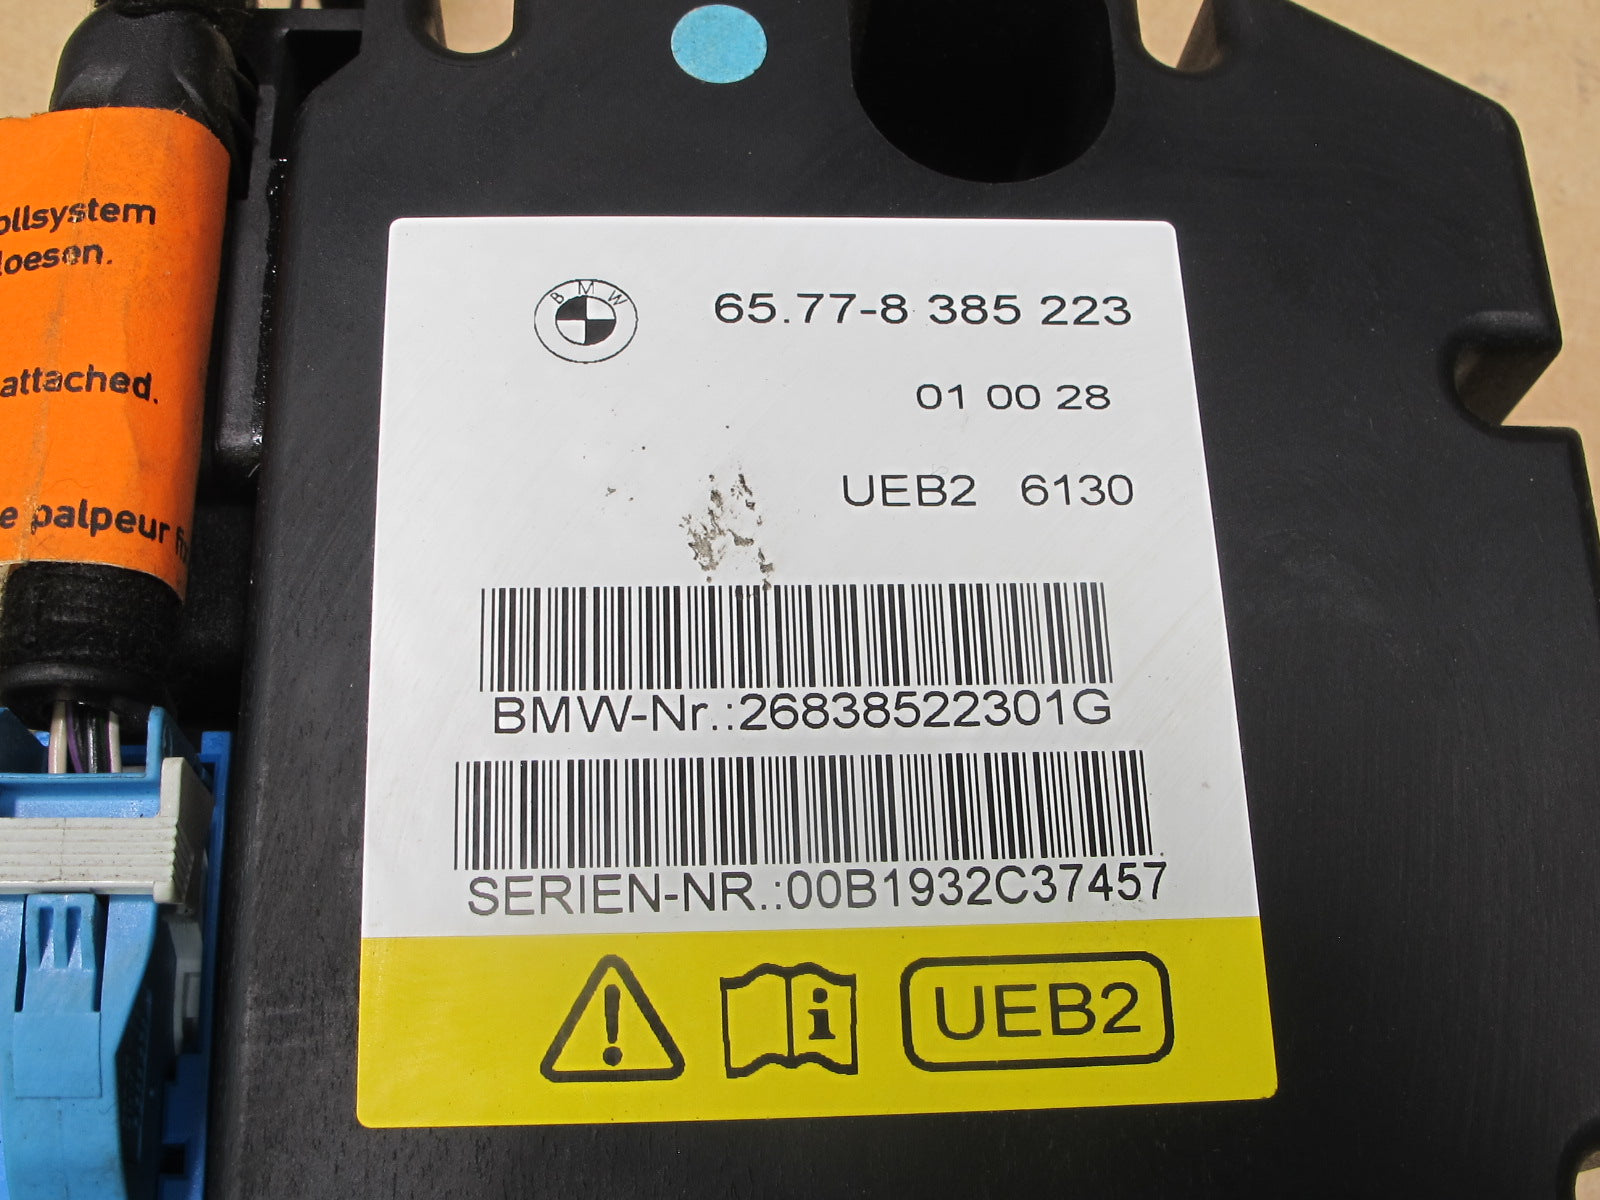 ollsystem
loesen.
attached.
e palpeur
BMW
65.77-8 385 223
01 00 28
UEB2 6130
BMW-Nr.:26838522301G
SERIEN-NR.:00B1932C37457
i UEB2